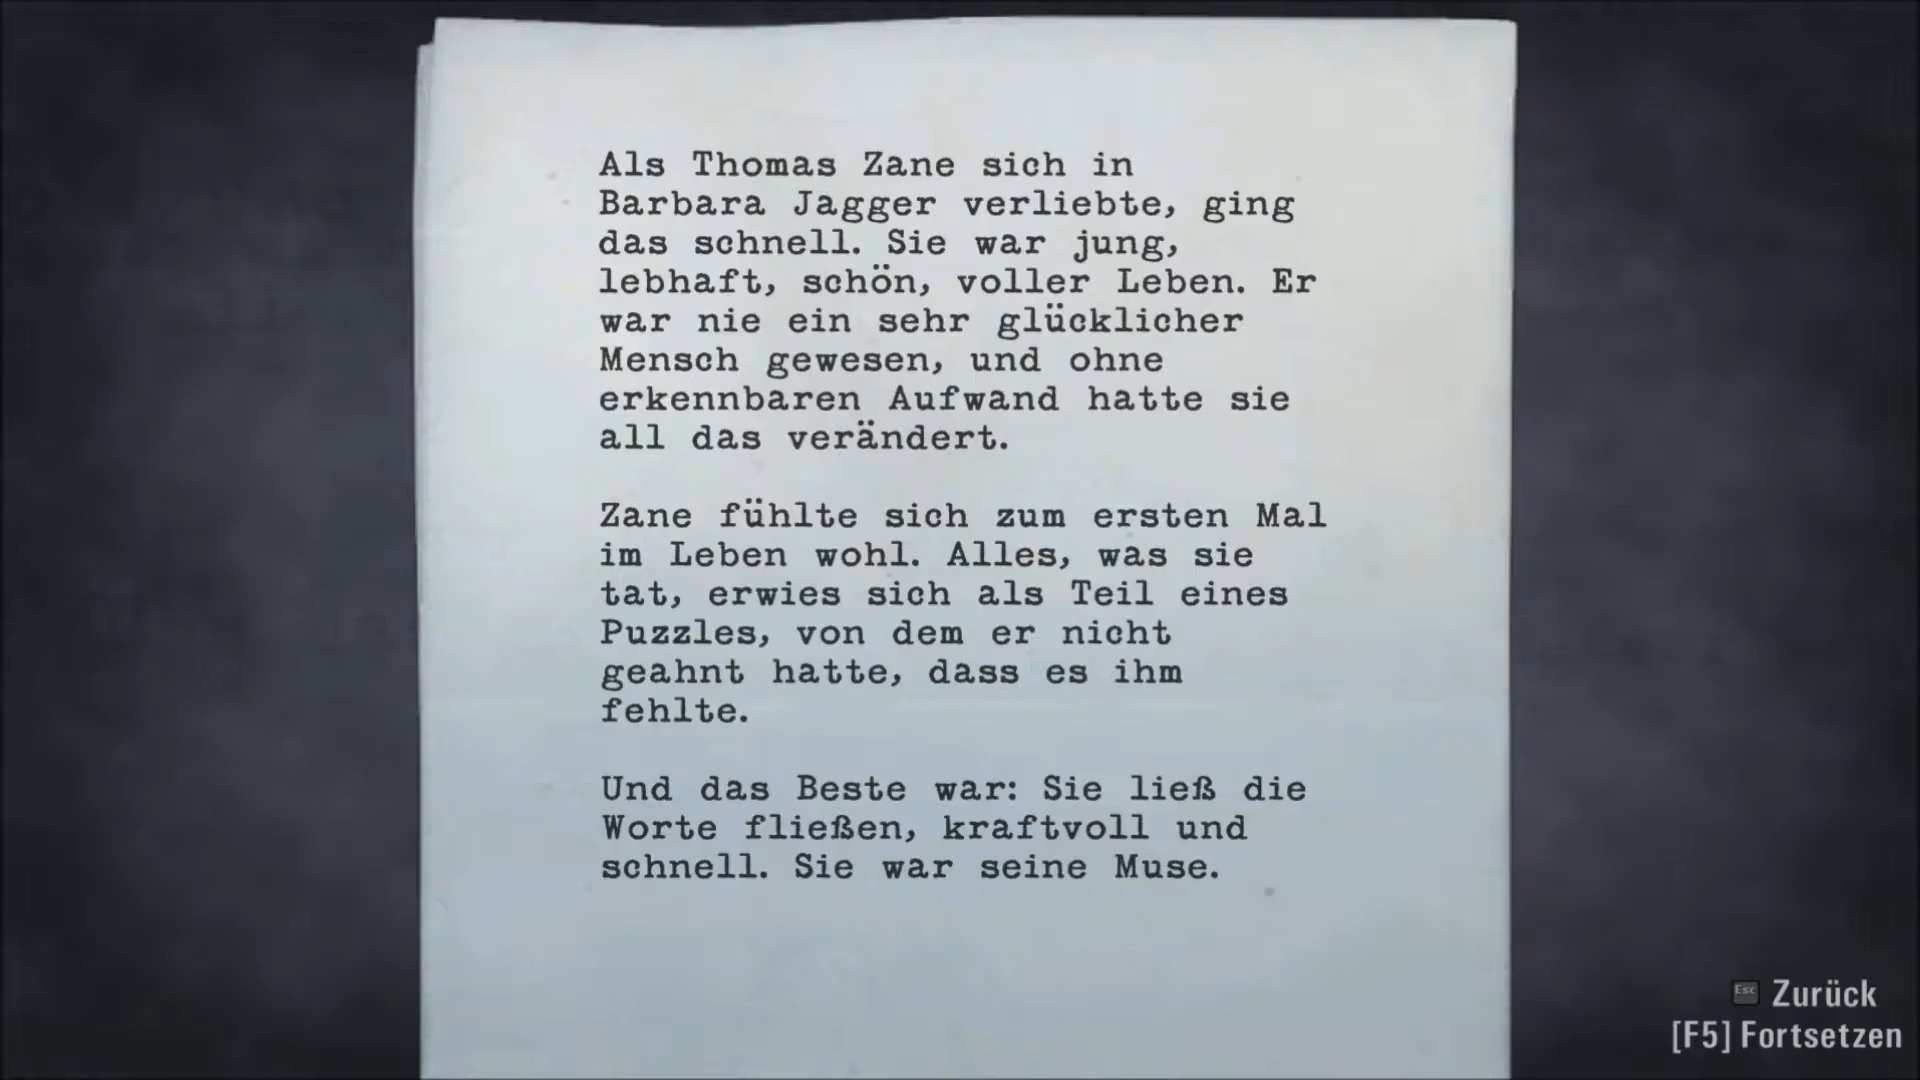 Als Thomas Zane sich in
Barbara Jagger verliebte, ging
das schnell. Sie war jung,
lebhaft, schön, voller Leben. Er
war nie ein sehr glücklicher
Mensch gewesen, und ohne
erkennbaren Aufwand hatte sie
all das verändert.
Zane fühlte sich zum ersten Mal
im Leben wohl. Alles, was sie
tat, erwies sich als Teil eines
Puzzles, von dem er nicht
geahnt hatte, dass es ihm
fehlte.
Und das Beste war: Sie ließ die
Worte fließen, kraftvoll und
schnell. Sie war seine Muse.
Esc Zurück
[F5] Fortsetzen